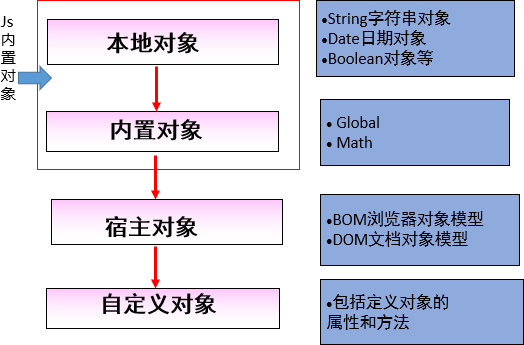 Js
内
置
对
象
本地对象
•String字符串对象
•Date日期对象
•Boolean对象等
内置对象
• Global
• Math
宿主对象
•BOM浏览器对象模型
•DOM文档对象模型
自定义对象
•包括定义对象的
属性和方法